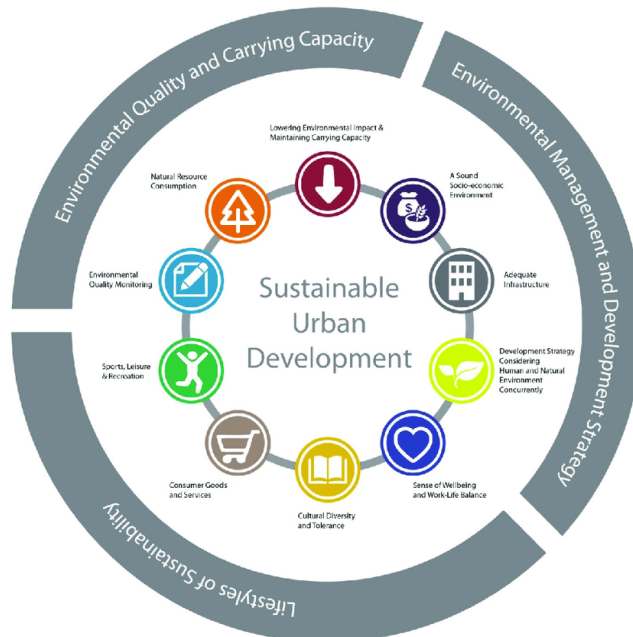 Environmental Quality and Carrying Capacity
Environmental Management and Development Strategy
Lifestyles of Sustainability
Lowering Environmental Impact &
Maintaining Carrying Capacity
A Sound
Socio-economic
Environment
Adequate
Infrastructure
Development Strategy
Considering
Human and Natural
Environment
Concurrently
Sense of Wellbeing
and Work-Life Balance
Cultural Diversity
and Tolerance
Consumer Goods
and Services
Sports, Leisure
& Recreation
Environmental
Quality Monitoring
Natural Resource
Consumption
$
Sustainable
Urban
Development